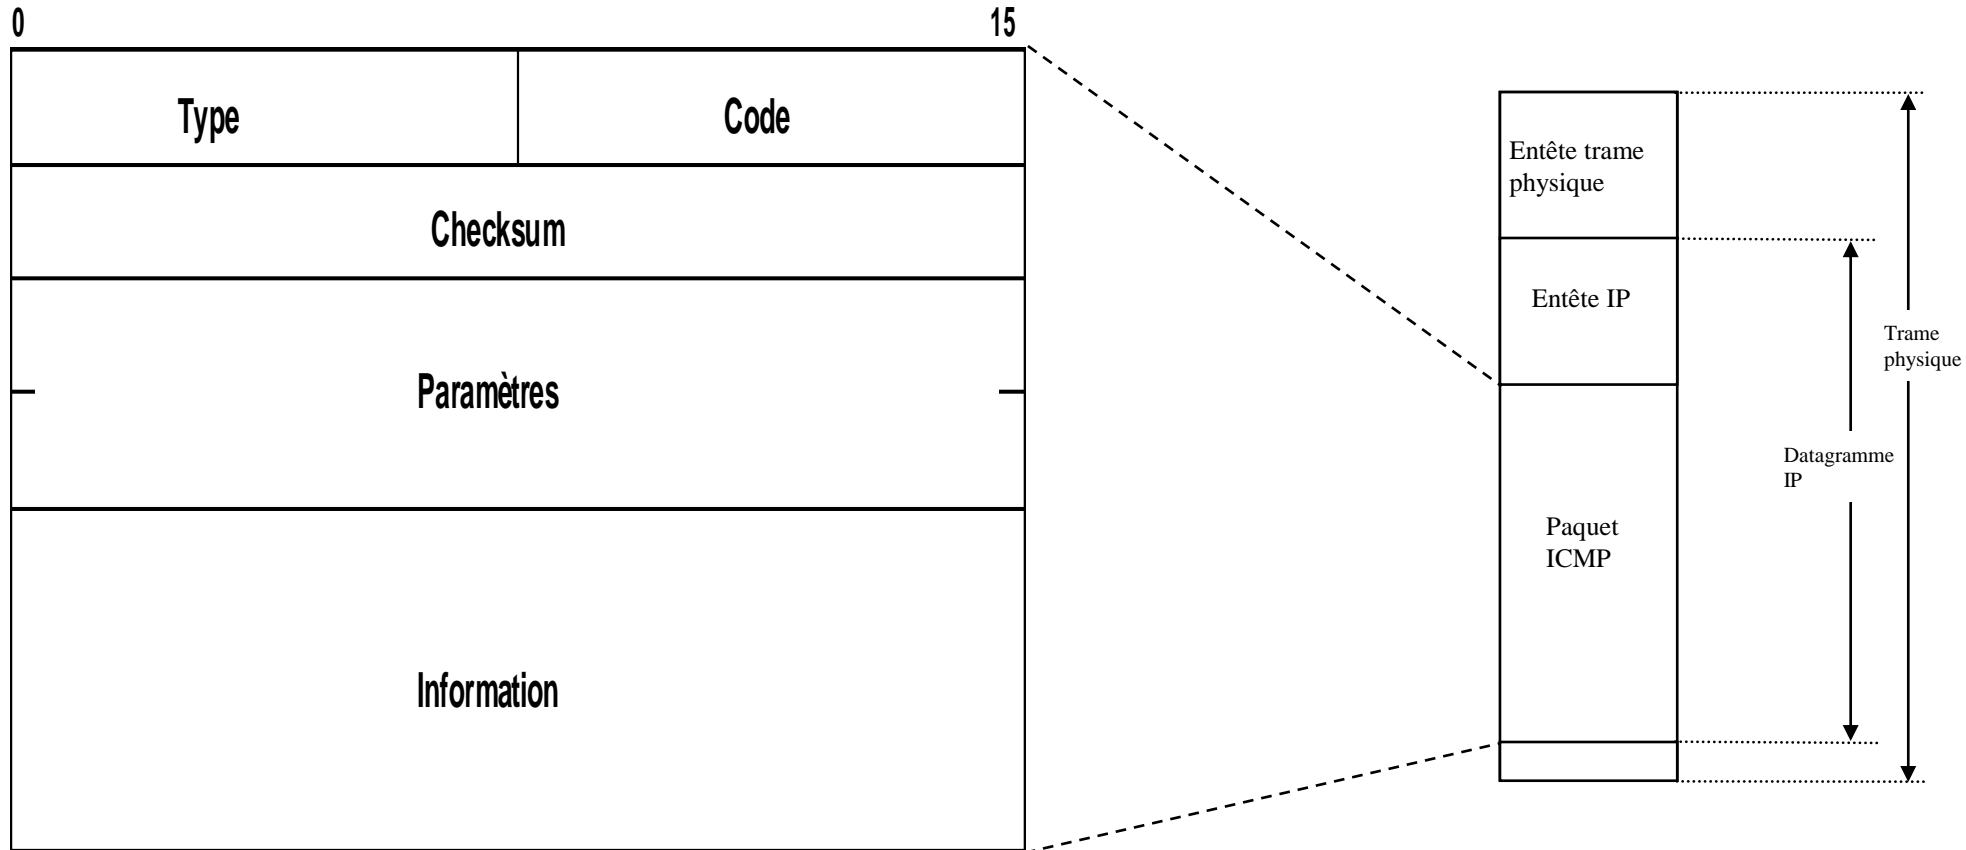 0 15
Type Code
Checksum
Paramètres
Information
Entête trame
physique
Entête IP
Paquet
ICMP
Datagramme
IP
Trame
physique